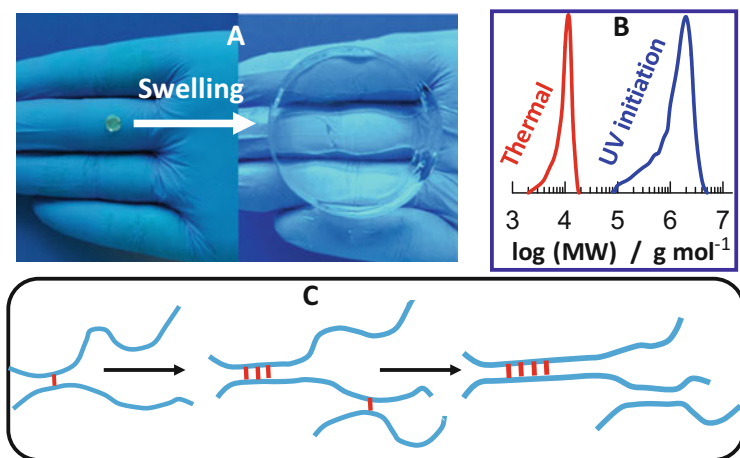 A
Swelling
B
Thermal
UV initiation
3 4 5 6 7
log (MW) / g mol⁻¹
C